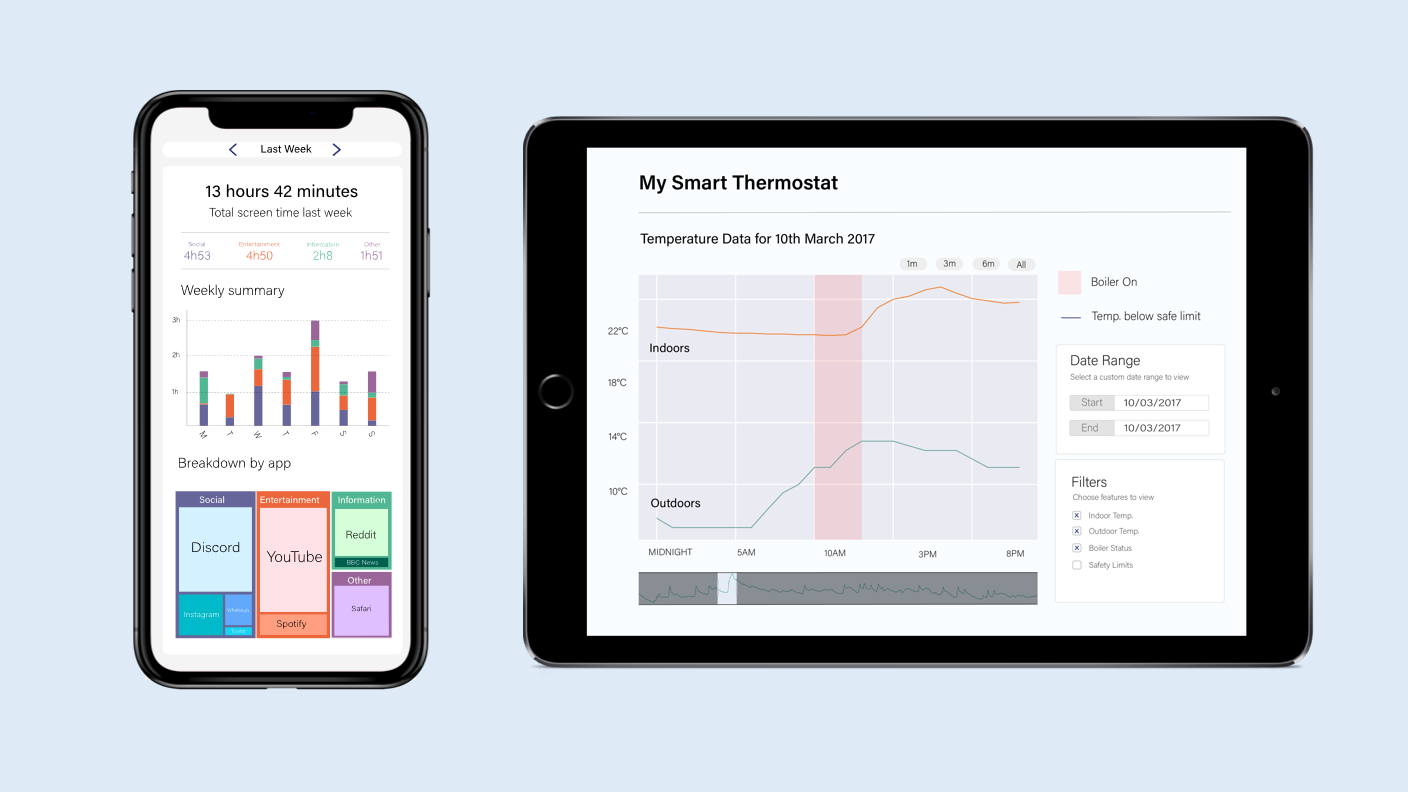 Last Week
13 hours 42 minutes
Total screen time last week
Social Entertainment Information Other
4h53 4h50 2h8 1h51
Weekly summary
3h
2h
1h
M T W T F S S
Breakdown by app
Social Entertainment Information
Discord
YouTube
Reddit
BBC News
Other
Safari
Instagram
Spotify
My Smart Thermostat
Temperature Data for 10th March 2017
1m 3m 6m All
22°C
18°C
14°C
10°C
Indoors
Outdoors
MIDNIGHT 5AM 10AM 3PM 8PM
Boiler On
Temp. below safe limit
Date Range
Select a custom date range to view
Start 10/03/2017
End 10/03/2017
Filters
Choose features to view
X Indoor Temp.
X Outdoor Temp.
X Boiler Status
Safety Limits